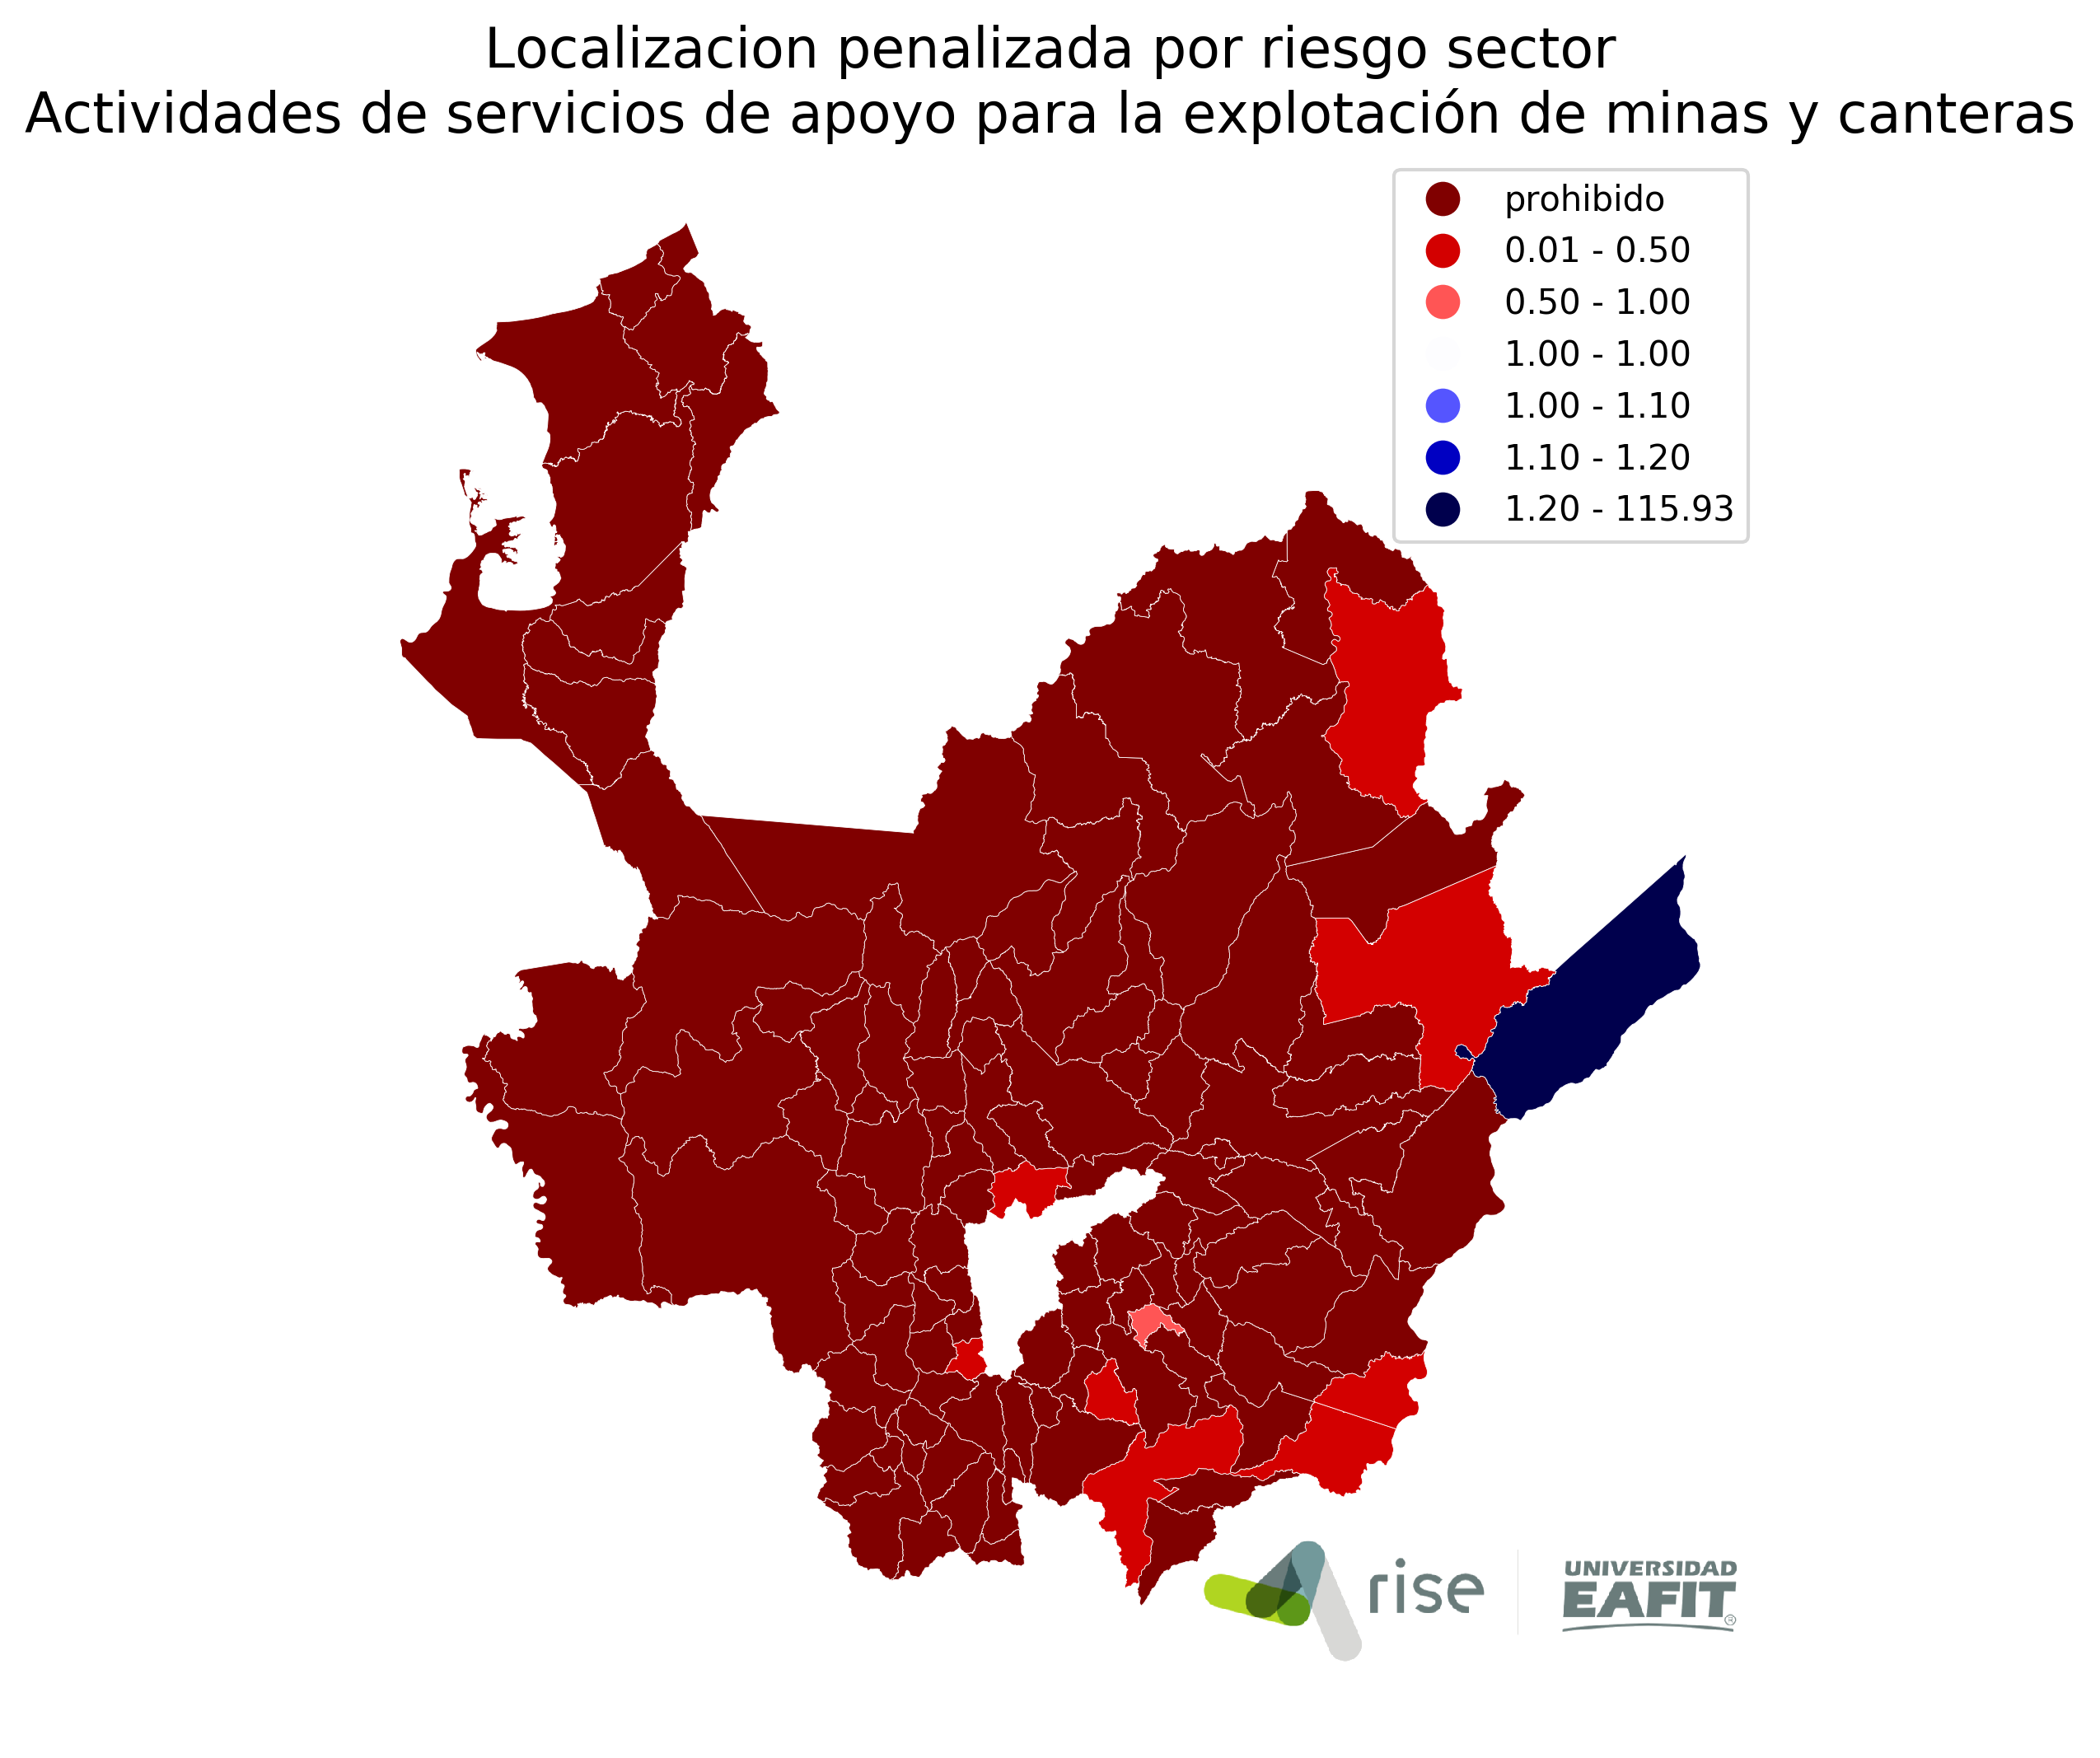 Localizacion penalizada por riesgo sector
Actividades de servicios de apoyo para la explotación de minas y canteras
prohibido
0.01 - 0.50
0.50 - 1.00
1.00 - 1.00
1.00 - 1.10
1.10 - 1.20
1.20 - 115.93
rise
UNIVERSIDAD
EAFIT®